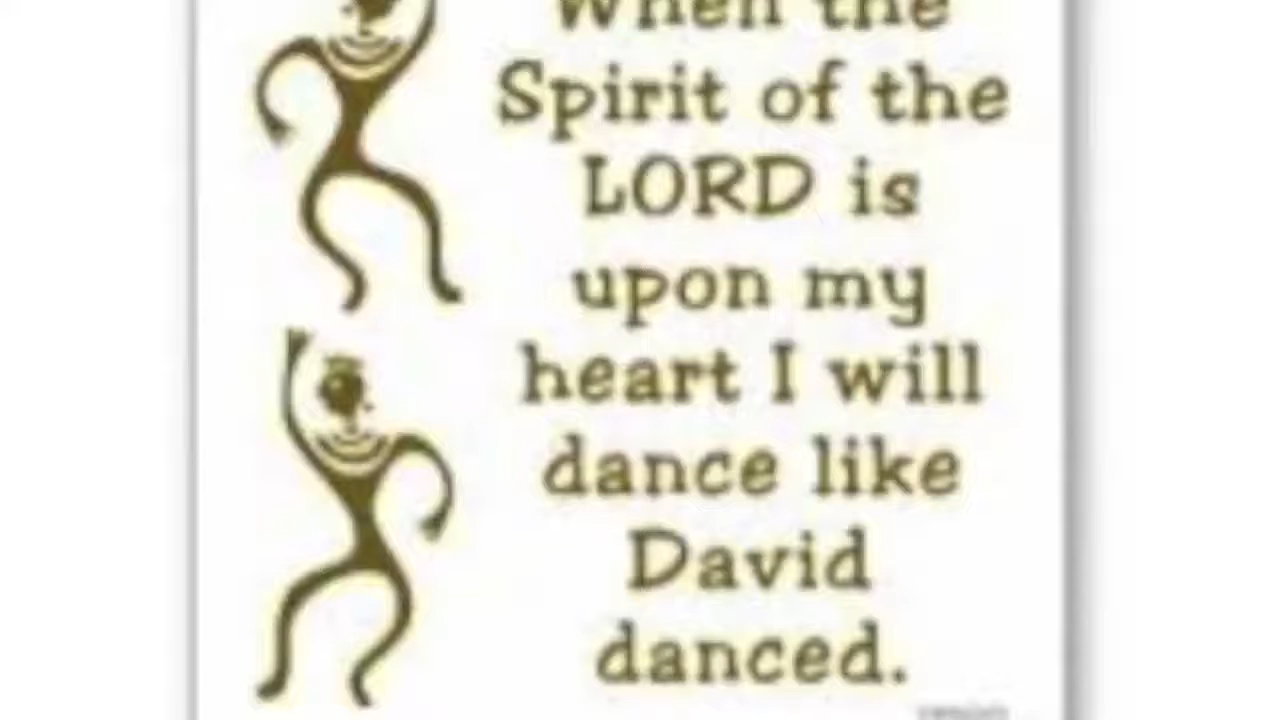 When the
Spirit of the
LORD is
upon my
heart I will
dance like
David
danced.